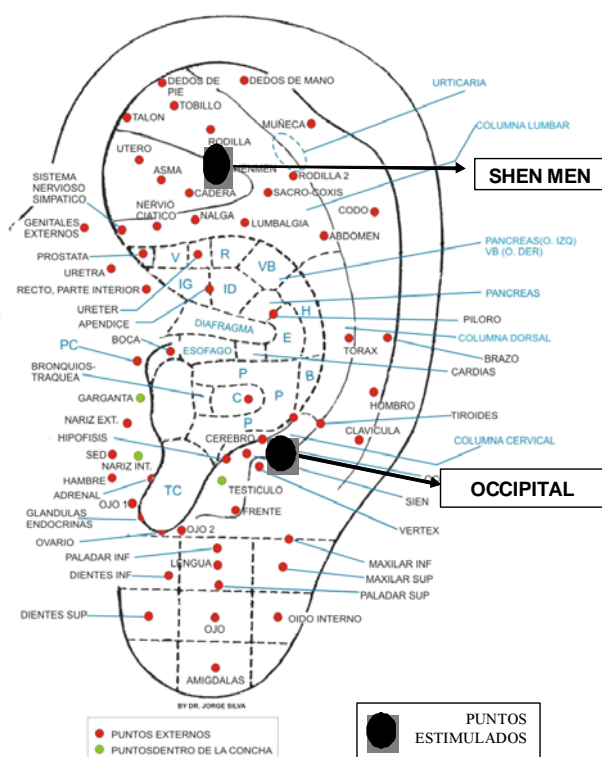 DEDOS DE
PIE
DEDOS DE MANO
URTICARIA
TOBILLO
TALON
MUÑECA
COLUMNA LUMBAR
RODILLA
UTERO
HENMEN
SHEN MEN
SISTEMA
NERVIOSO
SIMPATICO
ASMA
RODILLA 2
CADERA
SACRO-COXIS
NERVIO
CIATICO
NALGA
LUMBALGIA
CODO
GENITALES
EXTERNOS
ABDOMEN
PROSTATA
V
R
VB
PANCREAS(O. IZQ)
VB (O. DER)
URETRA
IG
ID
RECTO, PARTE INTERIOR
PANCREAS
H
URETER
APENDICE
DIAFRAGMA
E
PILORO
COLUMNA DORSAL
BOCA
ESOFAGO
TORAX
BRAZO
PC
CARDIAS
BRONQUIOS-
TRAQUEA
P
B
GARGANTA
C
P
HOMBRO
TIROIDES
NARIZ EXT.
P
CLAVICULA
HIPOFISIS
CEREBRO
COLUMNA CERVICAL
SED
NARIZ INT.
HAMBRE
TC
TESTICULO
OCCIPITAL
ADRENAL
SIEN
OJO 1
GLANDULAS
ENDOCRINAS
FRENTE
VERTEX
OVARIO
OJO 2
PALADAR INF
MAXILAR INF
LENGUA
DIENTES INF
MAXILAR SUP
PALADAR SUP
DIENTES SUP
OJO
OIDO INTERNO
AMIGDALAS
BY DR. JORGE SILVA
PUNTOS EXTERNOS
PUNTOSDENTRO DE LA CONCHA
PUNTOS
ESTIMULADOS